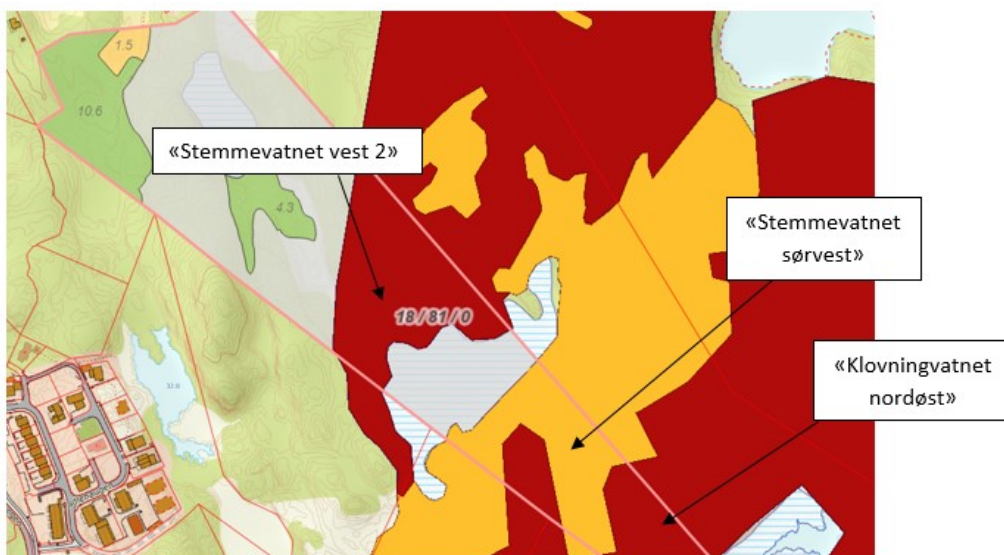 1.5
10.6
«Stemmevatnet vest 2»
4.3
«Stemmevatnet
sørvest»
18/81/0
«Klovningvatnet
nordøst»